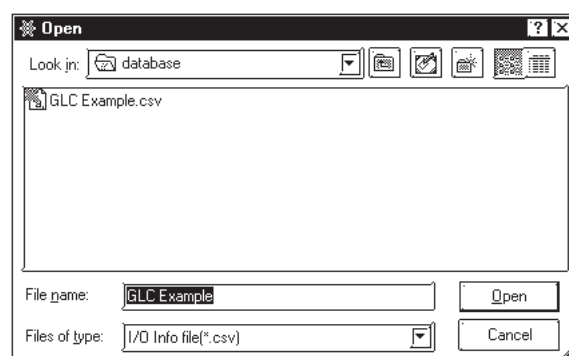 Open
Look in: database
GLC Example.csv
File name: GLC Example Open
Files of type: I/O Info file(*.csv) Cancel